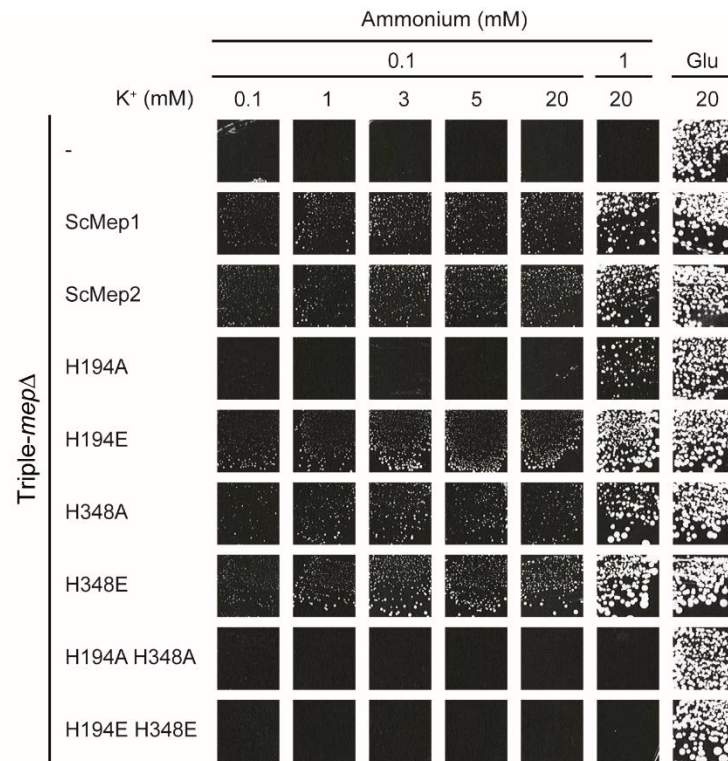 Ammonium (mM)
0.1 1 Glu
K⁺ (mM) 0.1 1 3 5 20 20 20
Triple-mepΔ
-
ScMep1
ScMep2
H194A
H194E
H348A
H348E
H194A H348A
H194E H348E